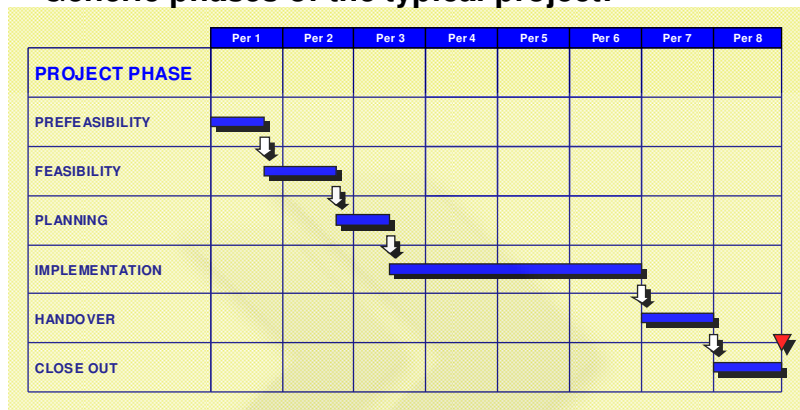 Generic phases of the typical project:
Per 1 Per 2 Per 3 Per 4 Per 5 Per 6 Per 7 Per 8
PROJECT PHASE
PREFEASIBILITY
FEASIBILITY
PLANNING
IMPLEMENTATION
HANDOVER
CLOSE OUT